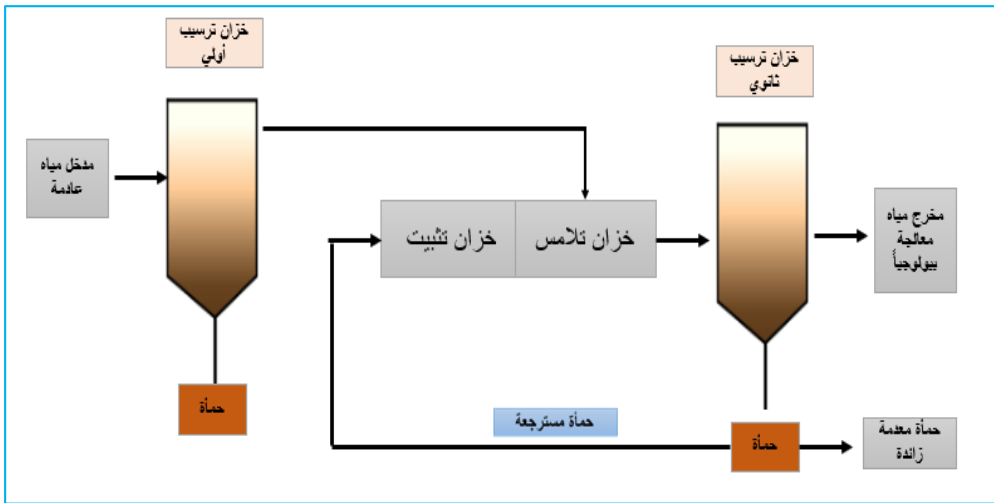 خزان ترسيب
أولي
خزان ترسيب
ثانوي
مدخل مياه
عادمة
خزان تثبيت
خزان تلامس
مخرج مياه
معالجة
بيولوجياً
حمأة
حمأة مسترجعة
حمأة
حمأة معدمة
زائدة